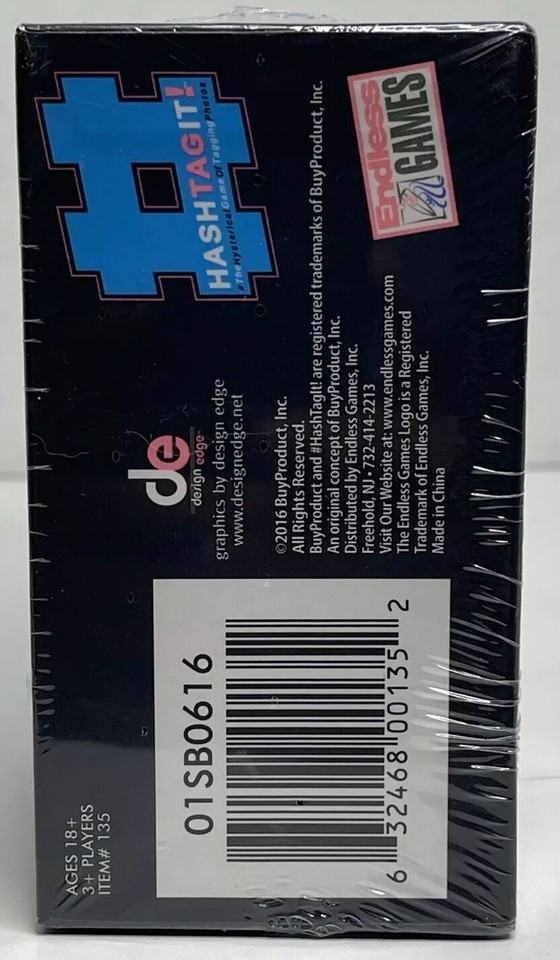 HASHTAGIT!
#TheHysterical Game Of Tagging Photos
Endless
GAMES
de
design edge
graphics by design edge
www.designedge.net
©2016 BuyProduct, Inc.
All Rights Reserved.
BuyProduct and #HashTagIt! are registered trademarks of BuyProduct, Inc.
An original concept of BuyProduct, Inc.
Distributed by Endless Games, Inc.
Freehold, NJ • 732-414-2213
Visit Our Website at: www.endlessgames.com
The Endless Games Logo is a Registered
Trademark of Endless Games, Inc.
Made in China
AGES 18+
3+ PLAYERS
ITEM# 135
01SB0616
6 32468 00135 2